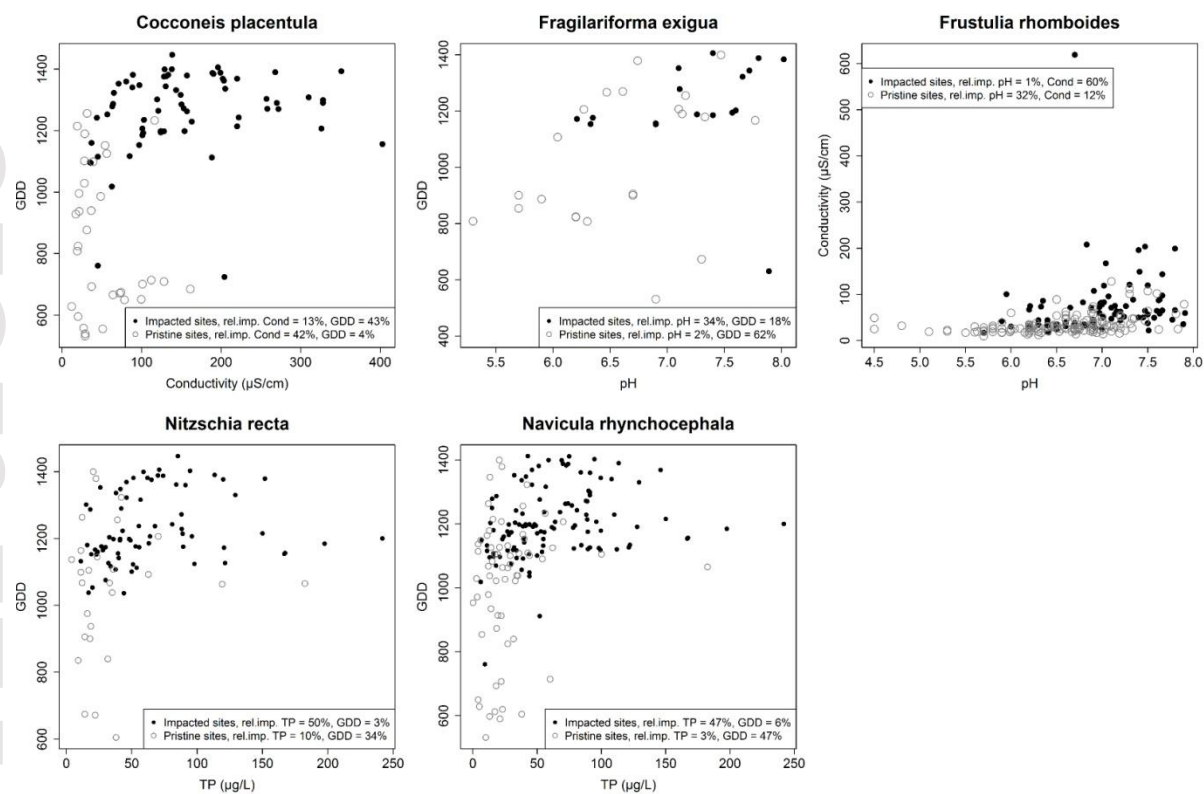 Cocconeis placentula
GDD
1400
1200
1000
800
600
Impacted sites, rel.imp. Cond = 13%, GDD = 43%
Pristine sites, rel.imp. Cond = 42%, GDD = 4%
0 100 200 300 400
Conductivity (µS/cm)
Fragilariforma exigua
GDD
1400
1200
1000
800
600
400
Impacted sites, rel.imp. pH = 34%, GDD = 18%
Pristine sites, rel.imp. pH = 2%, GDD = 62%
5.5 6.0 6.5 7.0 7.5 8.0
pH
Frustulia rhomboides
Conductivity (µS/cm)
600
500
400
300
200
100
0
Impacted sites, rel.imp. pH = 1%, Cond = 60%
Pristine sites, rel.imp. pH = 32%, Cond = 12%
4.5 5.0 5.5 6.0 6.5 7.0 7.5 8.0
pH
Nitzschia recta
GDD
1400
1200
1000
800
600
Impacted sites, rel.imp. TP = 50%, GDD = 3%
Pristine sites, rel.imp. TP = 10%, GDD = 34%
0 50 100 150 200 250
TP (µg/L)
Navicula rhynchocephala
GDD
1400
1200
1000
800
600
Impacted sites, rel.imp. TP = 47%, GDD = 6%
Pristine sites, rel.imp. TP = 3%, GDD = 47%
0 50 100 150 200 250
TP (µg/L)